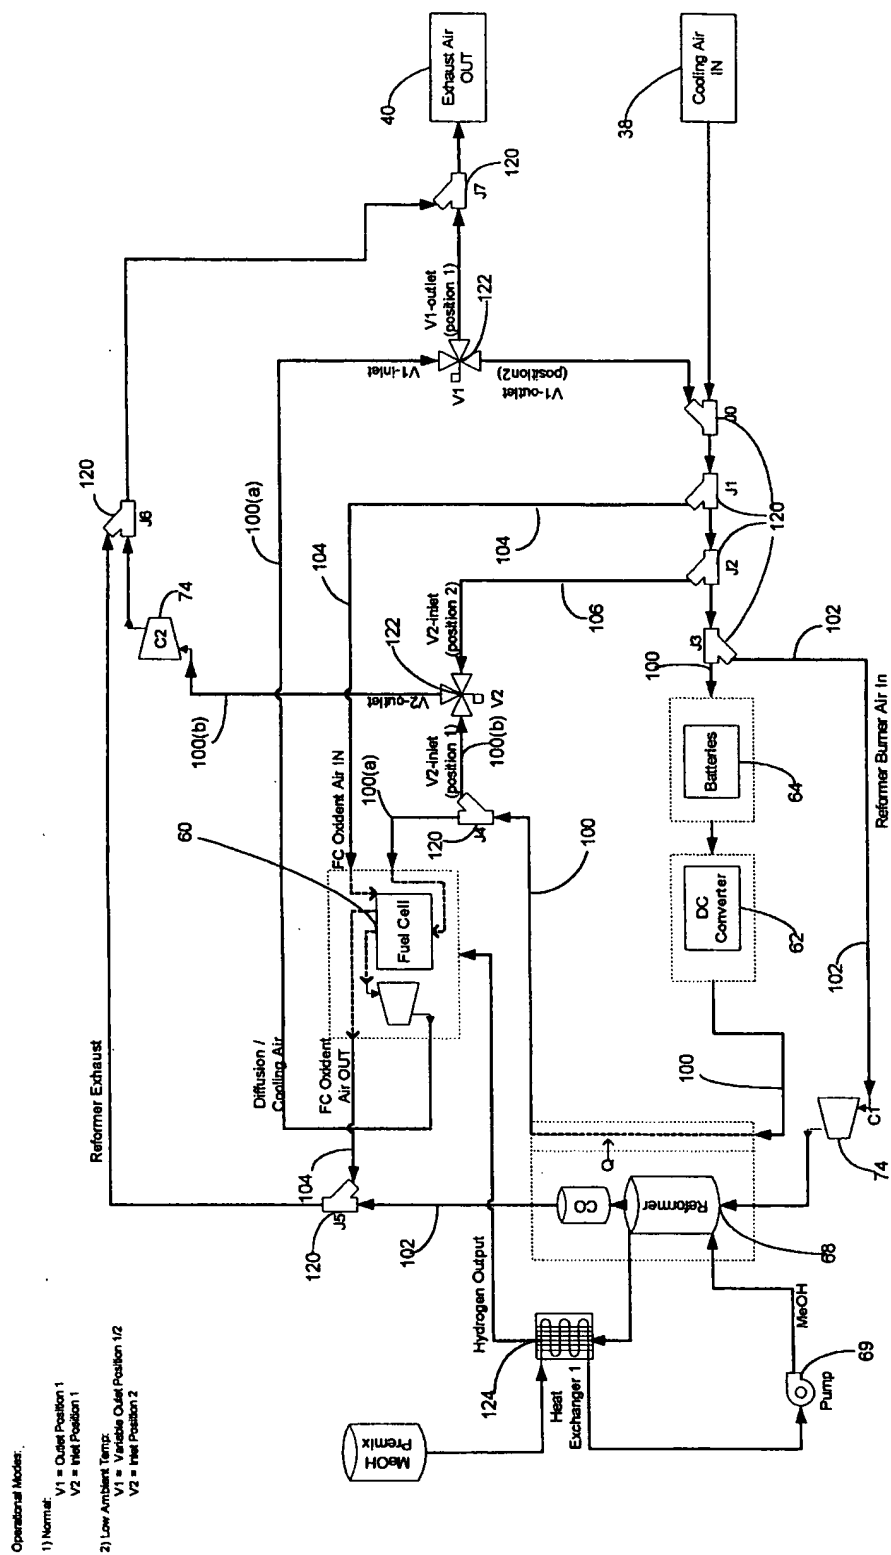 Operational Modes:
1) Normal:
V1 = Outlet Position 1
V2 = Inlet Position 1
2) Low Ambient Temp:
V1 = Variable Outlet Position 1/2
V2 = Inlet Position 2
Reformer Exhaust
120
J6
74
C2
100(b)
100(a)
Diffusion /
Cooling Air
104
FC Oxident
Air OUT
104
FC Oxident Air IN
60
Fuel Cell
100(a)
V2-outlet
122
V2
V2-inlet
(position 1)
100(b)
V2-inlet
(position 2)
106
104
V1-inlet
V1
122
V1-outlet
(position 1)
V1-outlet
(position2)
J7
120
40
Exhaust Air
OUT
38
Cooling Air
IN
J0
J1
J2
J3
120
120
J4
120
J5
102
100
100
Batteries
64
DC
Converter
62
100
102
102
Reformer Burner Air In
C1
74
Q
CO
Reformer
68
Hydrogen Output
124
Heat
Exchanger 1
MeOH
Premix
MeOH
Pump
69